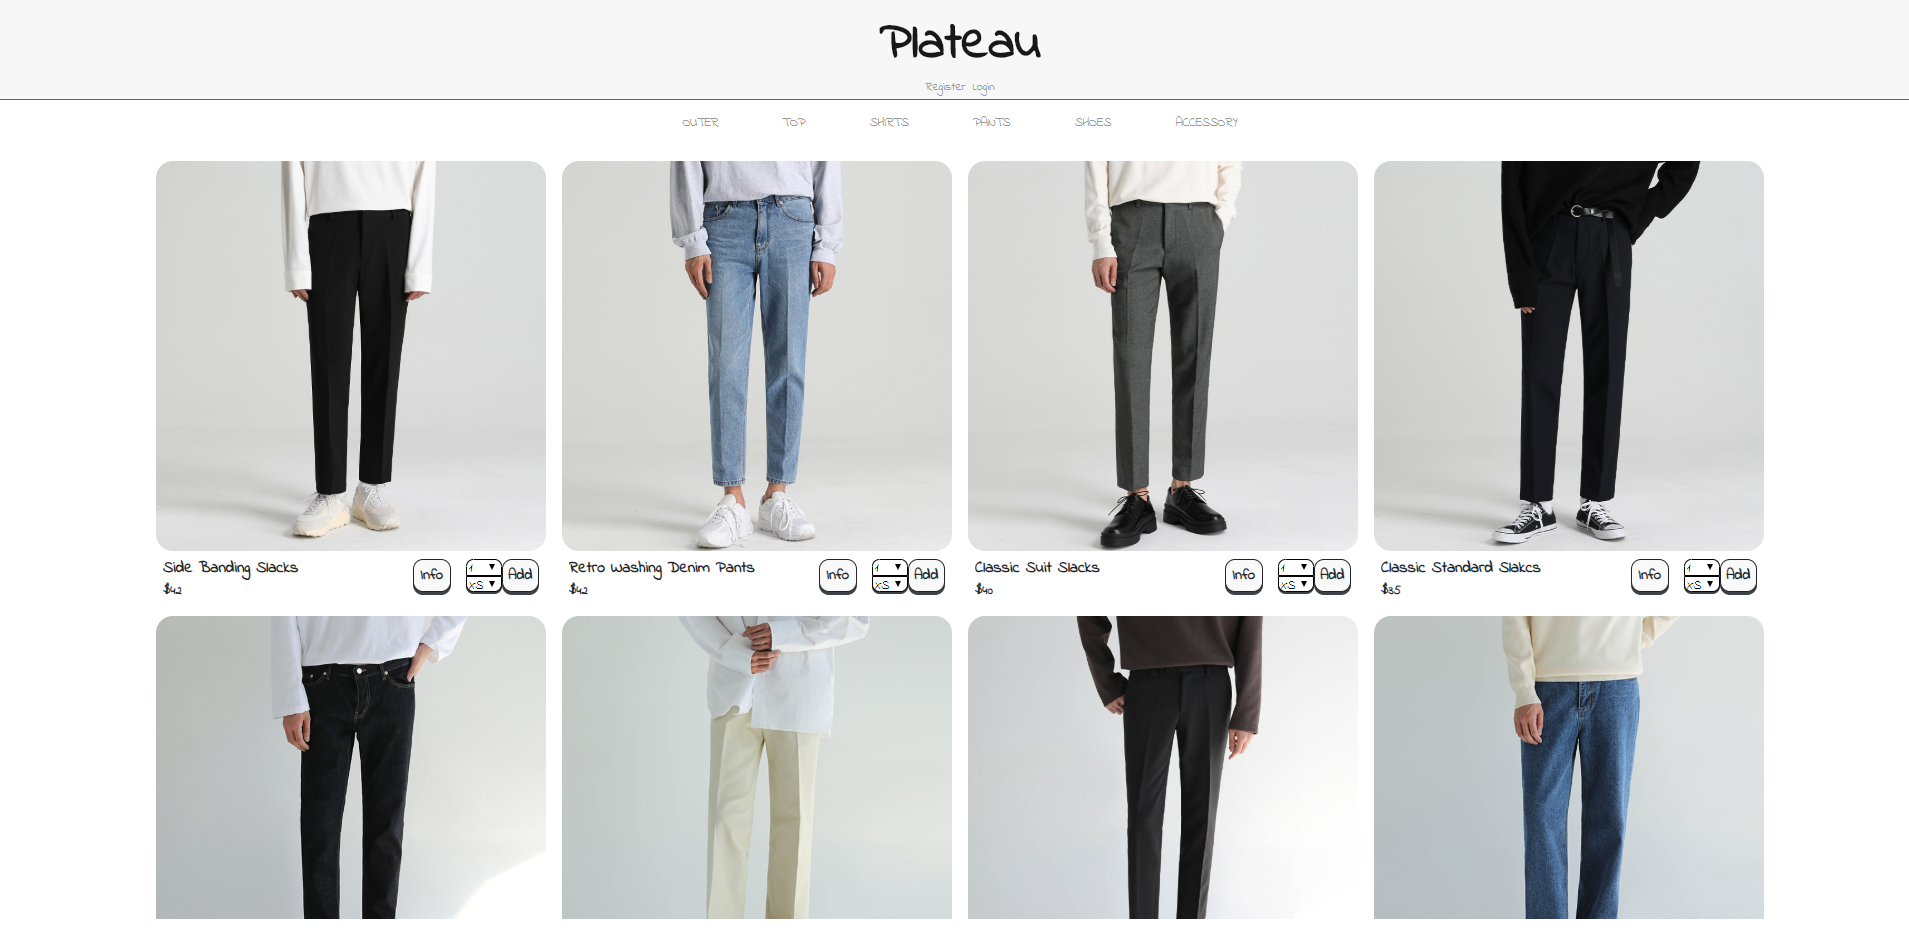 Plateau
Register Login
OUTER TOP SHIRTS PANTS SHOES ACCESSORY
Side Banding Slacks Info 1 Add
$42 XS
Retro Washing Denim Pants Info 1 Add
$42 XS
Classic Suit Slacks Info 1 Add
$40 XS
Classic Standard Slakcs Info 1 Add
$35 XS